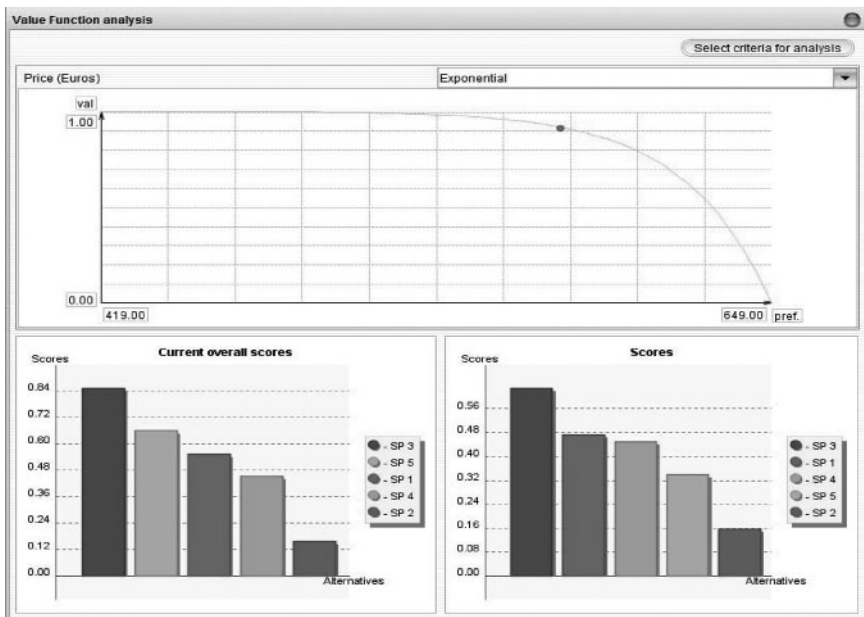 Value Function analysis
Select criteria for analysis
Price (Euros)
Exponential
val
1.00
0.00
419.00
649.00
pref.
Current overall scores
Scores
0.84
0.72
0.60
0.48
0.36
0.24
0.12
0.00
Alternatives
- SP 3
- SP 5
- SP 1
- SP 4
- SP 2
Scores
Scores
0.56
0.48
0.40
0.32
0.24
0.16
0.08
0.00
Alternatives
- SP 3
- SP 1
- SP 4
- SP 5
- SP 2